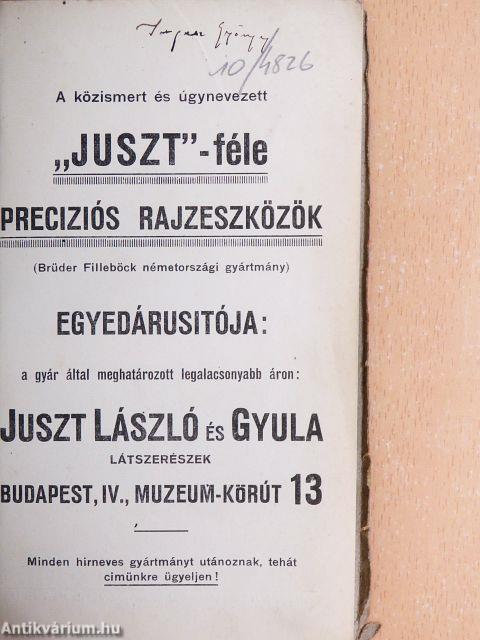 10/4826
A közismert és úgynevezett
„JUSZT”-féle
PRECIZIÓS RAJZESZKÖZÖK
(Brüder Filleböck németországi gyártmány)
EGYEDÁRUSITÓJA:
a gyár által meghatározott legalacsonyabb áron:
JUSZT LÁSZLÓ ÉS GYULA
LÁTSZERÉSZEK
BUDAPEST, IV., MUZEUM-KÖRÚT 13
Minden hirneves gyártmányt utánoznak, tehát
cimünkre ügyeljen!
Antikvárium.hu